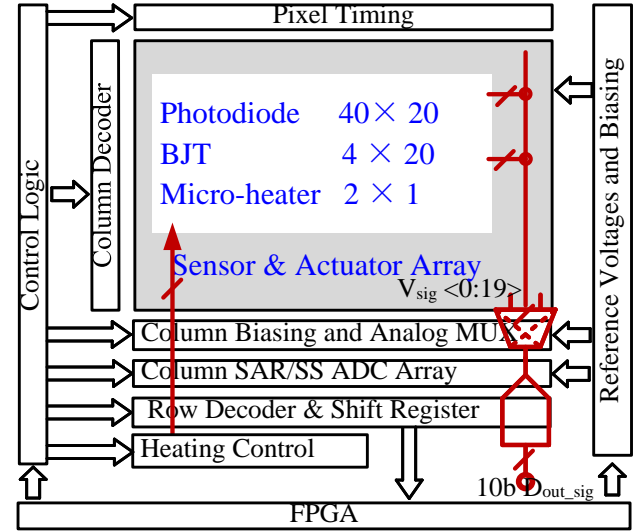 Pixel Timing
Control Logic
Column Decoder
Photodiode 40 × 20
BJT 4 × 20
Micro-heater 2 × 1
Sensor & Actuator Array
V_sig <0:19>
Reference Voltages and Biasing
Column Biasing and Analog MUX
Column SAR/SS ADC Array
Row Decoder & Shift Register
Heating Control
10b D_out_sig
FPGA